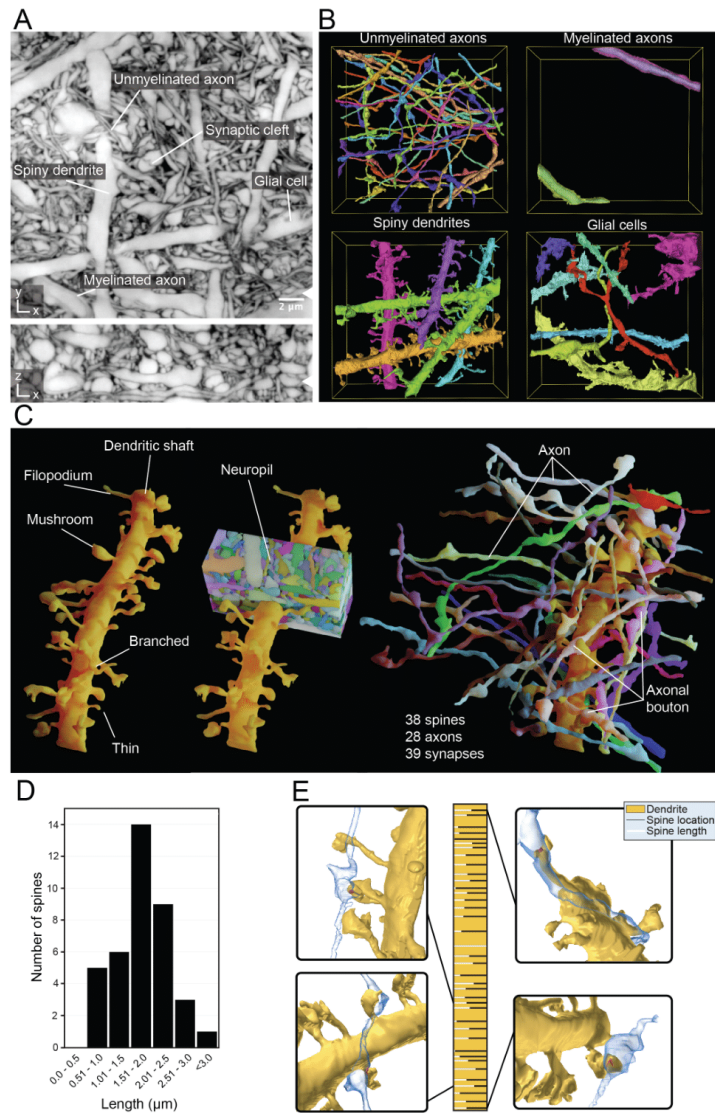 A
Unmyelinated axon
Synaptic cleft
Spiny dendrite
Glial cell
Myelinated axon
y
x
2 μm
z
x
B
Unmyelinated axons
Myelinated axons
Spiny dendrites
Glial cells
C
Dendritic shaft
Filopodium
Mushroom
Branched
Thin
Neuropil
Axon
Axonal
bouton
38 spines
28 axons
39 synapses
D
Number of spines
14
12
10
8
6
4
2
0
0.0 - 0.5
0.51 - 1.0
1.01 - 1.5
1.51 - 2.0
2.01 - 2.5
2.51 - 3.0
<3.0
Length (μm)
E
Dendrite
Spine location
Spine length